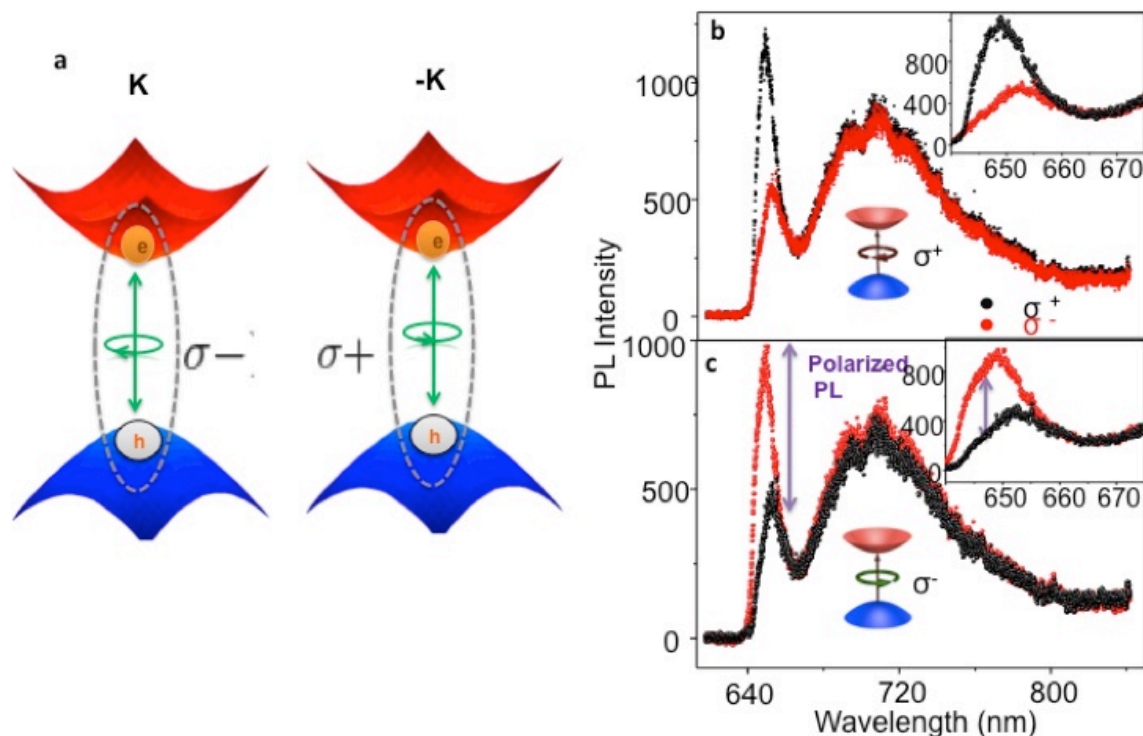 a
K
-K
e
e
σ−
σ+
h
h
PL Intensity
b
1000
500
0
800
400
0
650
660
670
σ+
σ +
σ -
c
1000
500
0
Polarized
PL
800
400
0
650
660
670
σ-
640
720
800
Wavelength (nm)